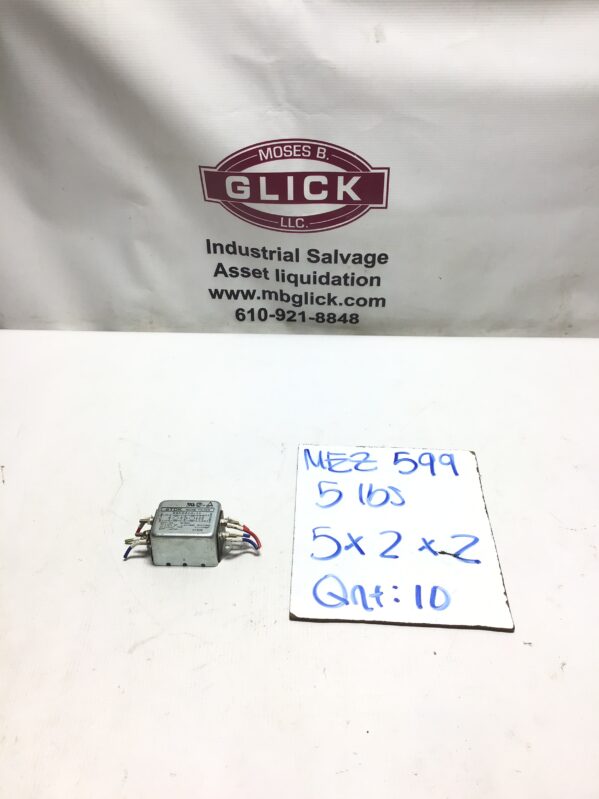 MOSES B.
GLICK
LLC.
Industrial Salvage
Asset liquidation
www.mbglick.com
610-921-8848
MEZ 599
5 lbs
5x2x2
Qnt: 10